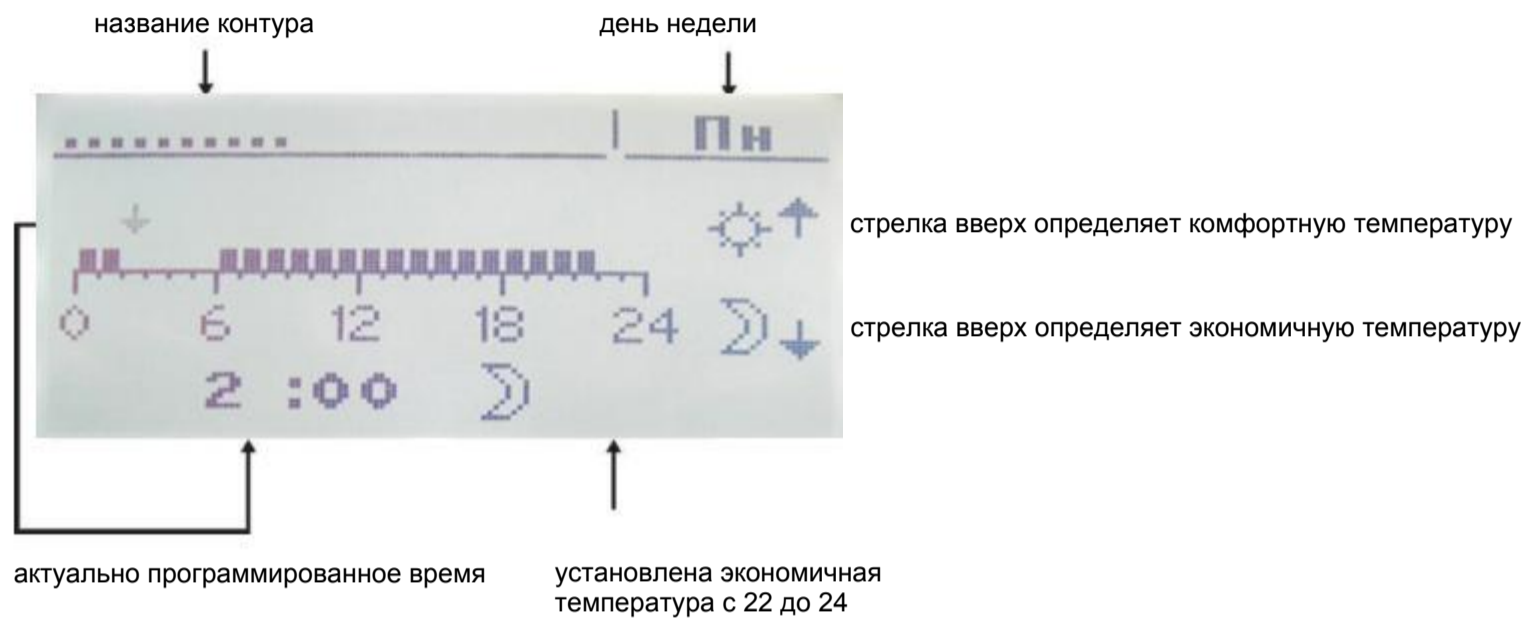 название контура
день недели
.......... | Пн
стрелка вверх определяет комфортную температуру
0 6 12 18 24
стрелка вверх определяет экономичную температуру
2 :00
актуально программированное время
установлена экономичная
температура с 22 до 24